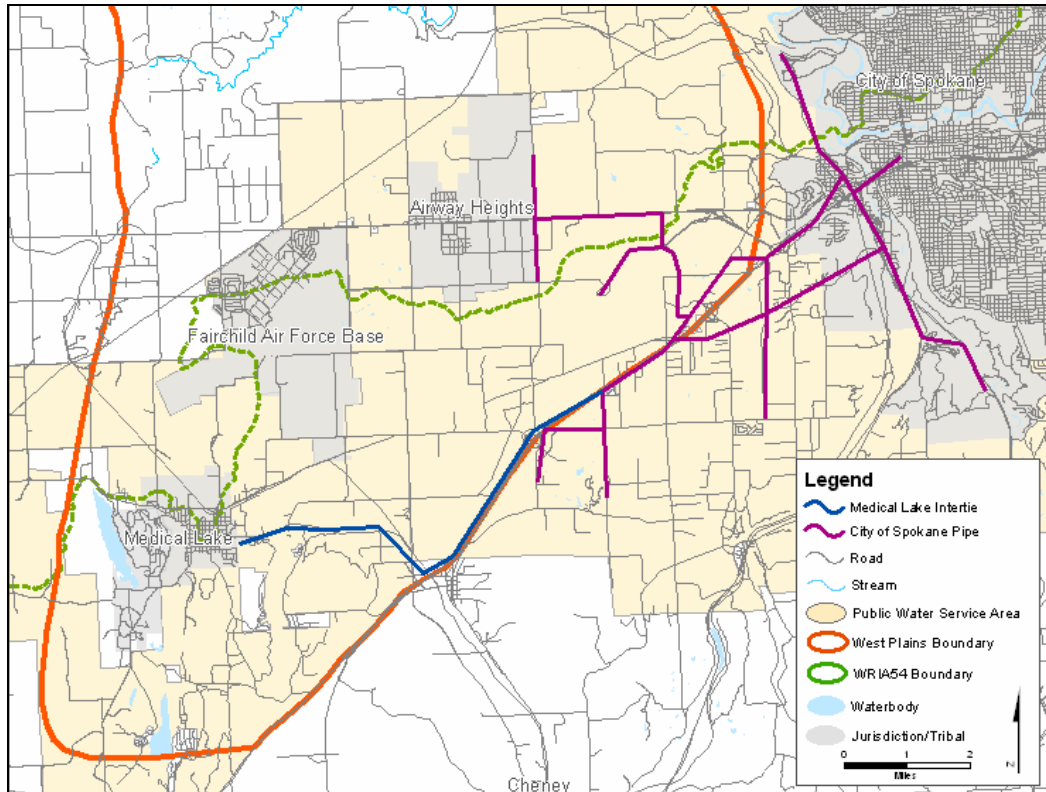 City of Spokane
Airway Heights
Fairchild Air Force Base
Medical Lake
Cheney
Legend
Medical Lake Intertie
City of Spokane Pipe
Road
Stream
Public Water Service Area
West Plains Boundary
WRIA54 Boundary
Waterbody
Jurisdiction/Tribal
0 1 2
Miles
N